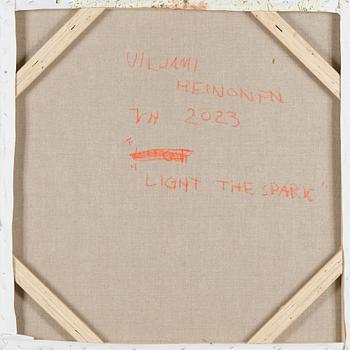 VILJAMI
HEINONEN
VH 2023
"LIGHT THE SPARK"